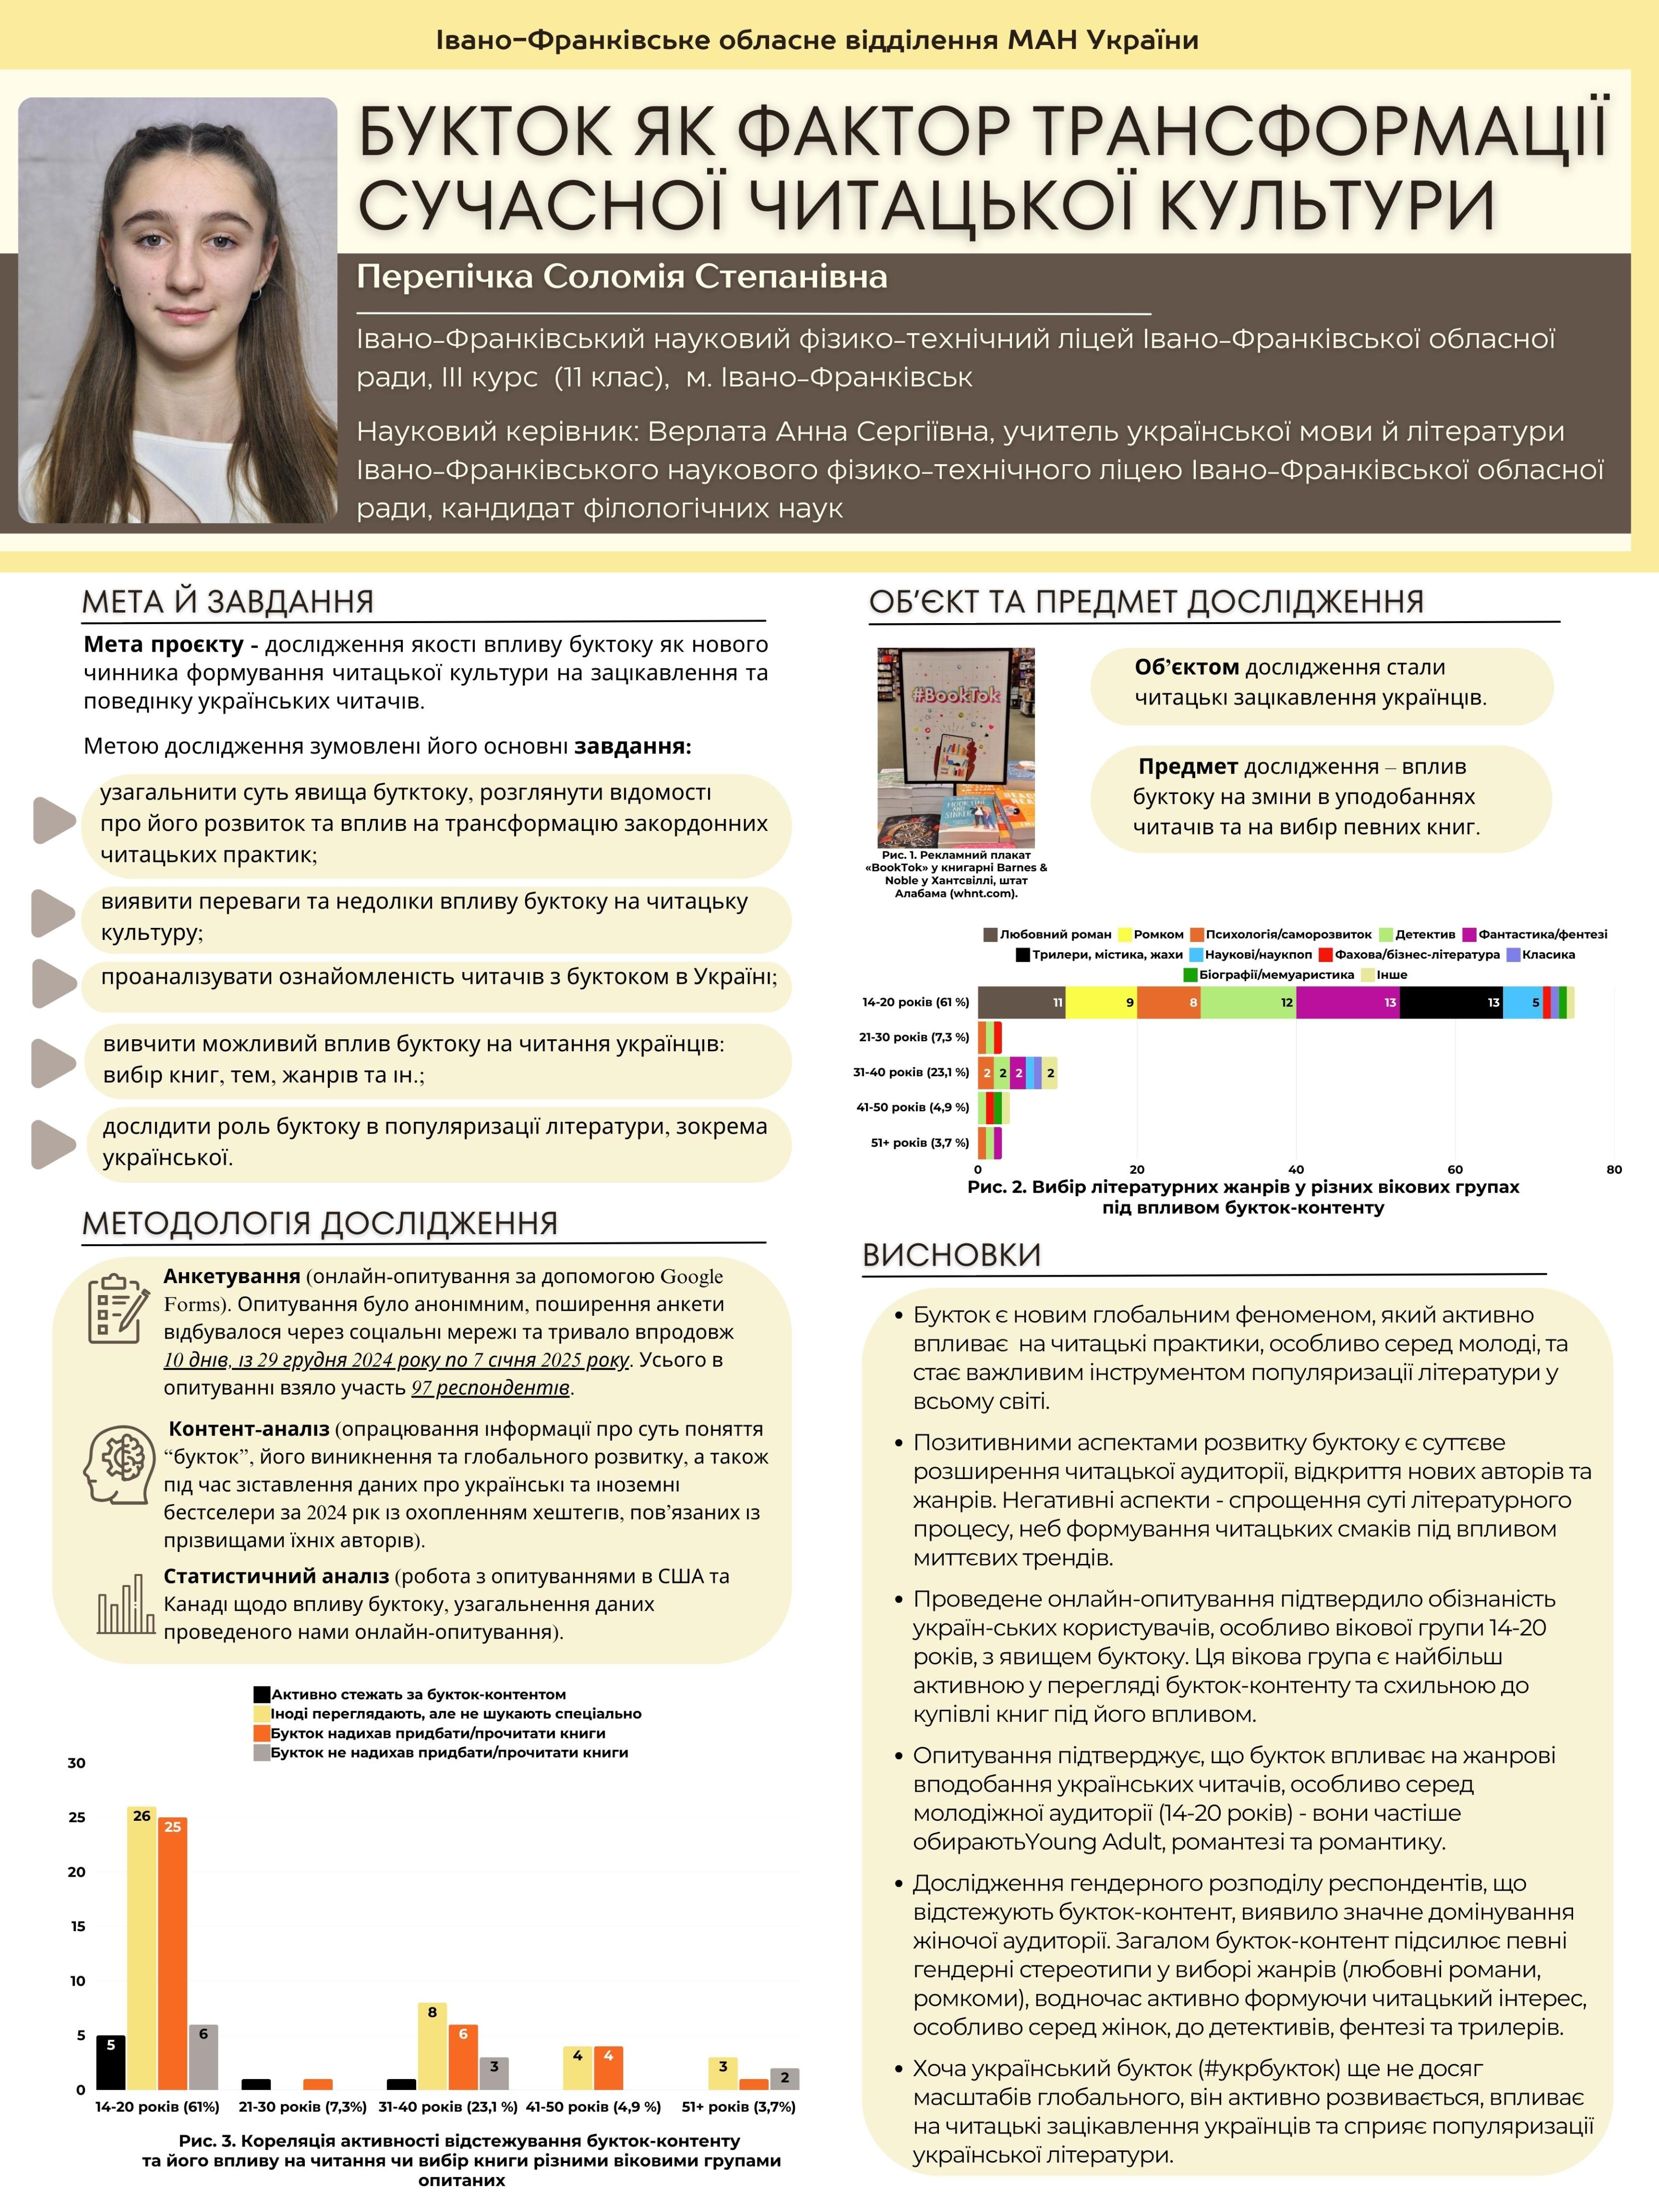 Івано-Франківське обласне відділення МАН України
БУКТОК ЯК ФАКТОР ТРАНСФОРМАЦІЇ
СУЧАСНОЇ ЧИТАЦЬКОЇ КУЛЬТУРИ
Перепічка Соломія Степанівна
Івано-Франківський науковий фізико-технічний ліцей Івано-Франківської обласної
ради, ІІІ курс (11 клас), м. Івано-Франківськ
Науковий керівник: Верлата Анна Сергіївна, учитель української мови й літератури
Івано-Франківського наукового фізико-технічного ліцею Івано-Франківської обласної
ради, кандидат філологічних наук
МЕТА Й ЗАВДАННЯ
Мета проєкту - дослідження якості впливу буктоку як нового
чинника формування читацької культури на зацікавлення та
поведінку українських читачів.
Метою дослідження зумовлені його основні завдання:
узагальнити суть явища бутктоку, розглянути відомості
про його розвиток та вплив на трансформацію закордонних
читацьких практик;
виявити переваги та недоліки впливу буктоку на читацьку
культуру;
проаналізувати ознайомленість читачів з буктоком в Україні;
вивчити можливий вплив буктоку на читання українців:
вибір книг, тем, жанрів та ін.;
дослідити роль буктоку в популяризації літератури, зокрема
української.
МЕТОДОЛОГІЯ ДОСЛІДЖЕННЯ
Анкетування (онлайн-опитування за допомогою Google
Forms). Опитування було анонімним, поширення анкети
відбувалося через соціальні мережі та тривало впродовж
10 днів, із 29 грудня 2024 року по 7 січня 2025 року. Усього в
опитуванні взяло участь 97 респондентів.
Контент-аналіз (опрацювання інформації про суть поняття
“букток”, його виникнення та глобального розвитку, а також
під час зіставлення даних про українські та іноземні
бестселери за 2024 рік із охопленням хештегів, пов’язаних із
прізвищами їхніх авторів).
Статистичний аналіз (робота з опитуваннями в США та
Канаді щодо впливу буктоку, узагальнення даних
проведеного нами онлайн-опитування).
Активно стежать за букток-контентом
Іноді переглядають, але не шукають спеціально
Букток надихав придбати/прочитати книги
Букток не надихав придбати/прочитати книги
30
25
20
15
10
5
0
5 26 25 6
8 6 3
4 4
3 2
14-20 років (61%) 21-30 років (7,3%) 31-40 років (23,1 %) 41-50 років (4,9 %) 51+ років (3,7%)
Рис. 3. Кореляція активності відстежування букток-контенту
та його впливу на читання чи вибір книги різними віковими групами
опитаних
ОБ’ЄКТ ТА ПРЕДМЕТ ДОСЛІДЖЕННЯ
#BookTok
HOOK, LINE
AND
SINKER
Рис. 1. Рекламний плакат
«BookTok» у книгарні Barnes &
Noble у Хантсвіллі, штат
Алабама (whnt.com).
Об’єктом дослідження стали
читацькі зацікавлення українців.
Предмет дослідження – вплив
буктоку на зміни в уподобаннях
читачів та на вибір певних книг.
Любовний роман Ромком Психологія/саморозвиток Детектив Фантастика/фентезі
Трилери, містика, жахи Наукові/наукпоп Фахова/бізнес-література Класика
Біографії/мемуаристика Інше
14-20 років (61 %) 11 9 8 12 13 13 5
21-30 років (7,3 %)
31-40 років (23,1 %) 2 2 2 2
41-50 років (4,9 %)
51+ років (3,7 %)
0 20 40 60 80
Рис. 2. Вибір літературних жанрів у різних вікових групах
під впливом букток-контенту
ВИСНОВКИ
Букток є новим глобальним феноменом, який активно
впливає на читацькі практики, особливо серед молоді, та
стає важливим інструментом популяризації літератури у
всьому світі.
Позитивними аспектами розвитку буктоку є суттєве
розширення читацької аудиторії, відкриття нових авторів та
жанрів. Негативні аспекти - спрощення суті літературного
процесу, неб формування читацьких смаків під впливом
миттєвих трендів.
Проведене онлайн-опитування підтвердило обізнаність
україн-ських користувачів, особливо вікової групи 14-20
років, з явищем буктоку. Ця вікова група є найбільш
активною у перегляді букток-контенту та схильною до
купівлі книг під його впливом.
Опитування підтверджує, що букток впливає на жанрові
вподобання українських читачів, особливо серед
молодіжної аудиторії (14-20 років) - вони частіше
обираютьYoung Adult, романтезі та романтику.
Дослідження гендерного розподілу респондентів, що
відстежують букток-контент, виявило значне домінування
жіночої аудиторії. Загалом букток-контент підсилює певні
гендерні стереотипи у виборі жанрів (любовні романи,
ромкоми), водночас активно формуючи читацький інтерес,
особливо серед жінок, до детективів, фентезі та трилерів.
Хоча український букток (#укрбукток) ще не досяг
масштабів глобального, він активно розвивається, впливає
на читацькі зацікавлення українців та сприяє популяризації
української літератури.